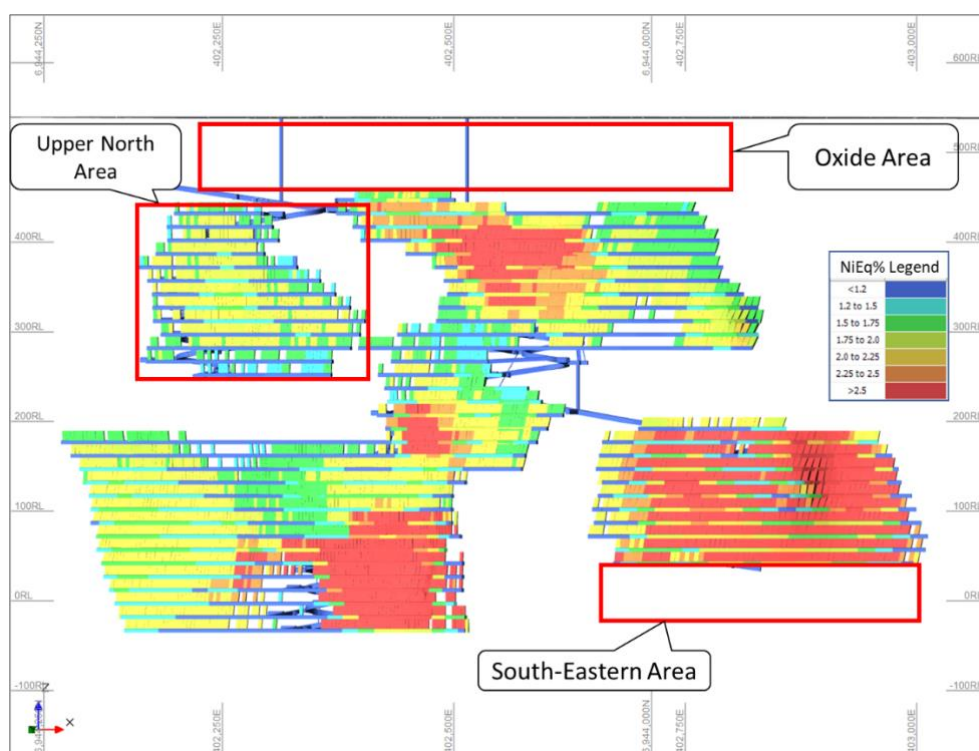 6,944,250N
402,250E
402,500E
6,944,000N
402,750E
403,000E
600RL
600RL
Upper North
Area
Oxide Area
500RL
400RL
400RL
NiEq% Legend
<1.2
1.2 to 1.5
1.5 to 1.75
1.75 to 2.0
2.0 to 2.25
2.25 to 2.5
>2.5
300RL
300RL
200RL
200RL
100RL
100RL
0RL
0RL
South-Eastern Area
-100RL
-100RL
Z
X
402,250E
402,500E
6,944,000N
402,750E
403,000E